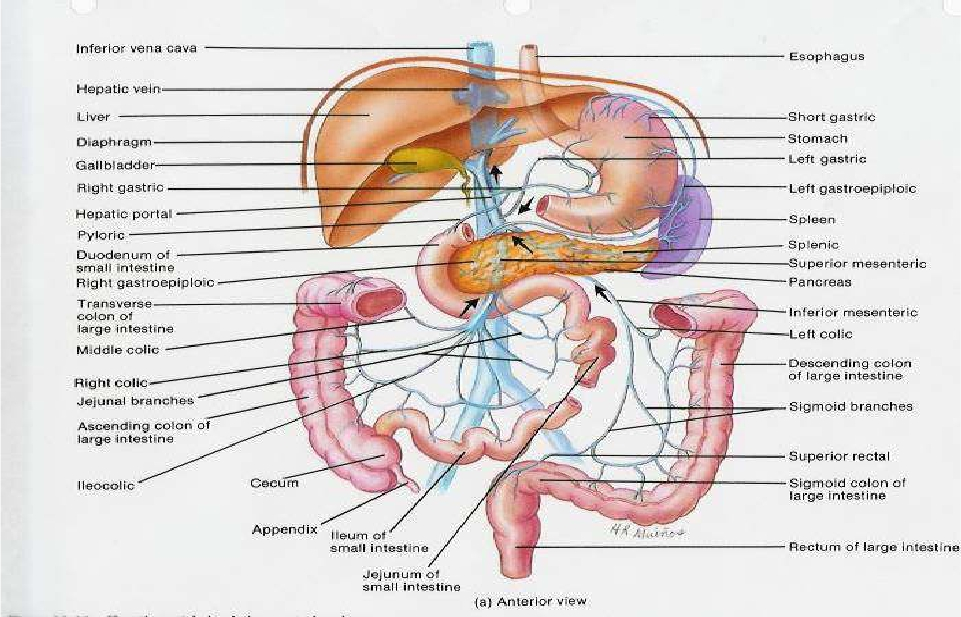 Inferior vena cava
Hepatic vein
Liver
Diaphragm
Gallbladder
Right gastric
Hepatic portal
Pyloric
Duodenum of
small intestine
Right gastroepiploic
Transverse
colon of
large intestine
Middle colic
Right colic
Jejunal branches
Ascending colon of
large intestine
Ileocolic
Cecum
Appendix
Ileum of
small intestine
Jejunum of
small intestine
Esophagus
Short gastric
Stomach
Left gastric
Left gastroepiploic
Spleen
Splenic
Superior mesenteric
Pancreas
Inferior mesenteric
Left colic
Descending colon
of large intestine
Sigmoid branches
Superior rectal
Sigmoid colon of
large intestine
Rectum of large intestine
(a) Anterior view